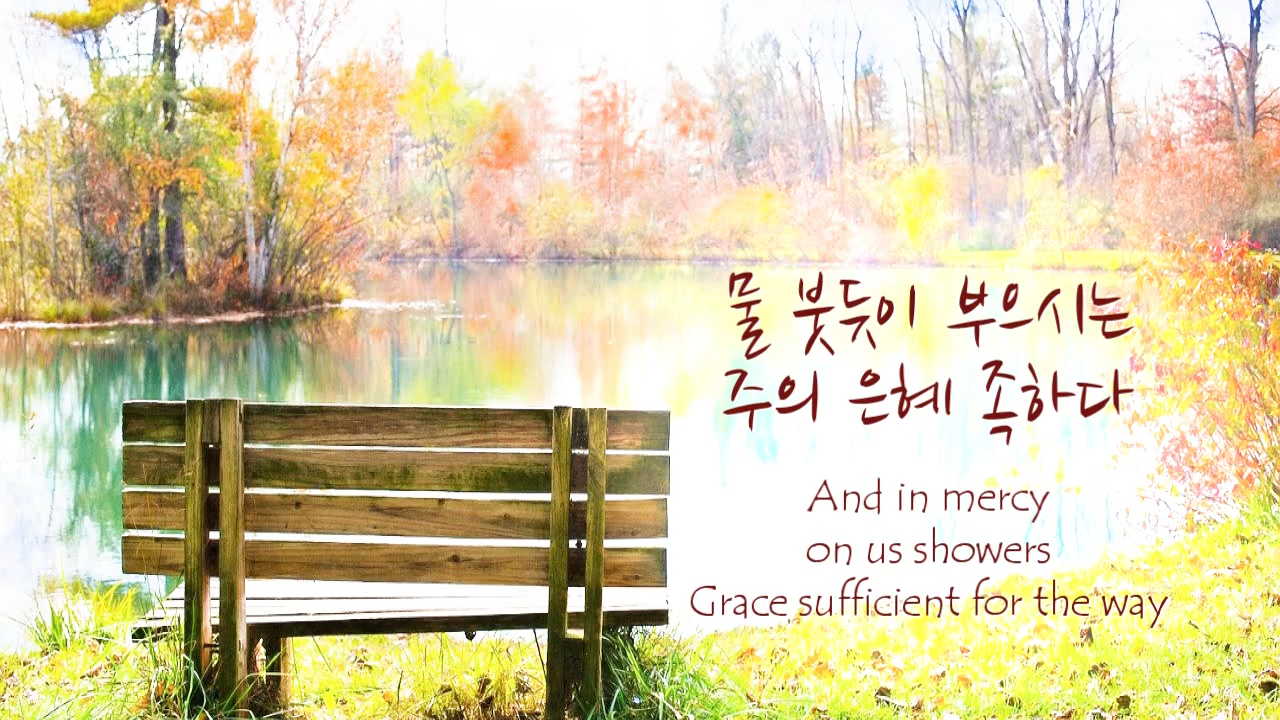 물 붓듯이 부으시는
주의 은혜 족하다
And in mercy
on us showers
Grace sufficient for the way